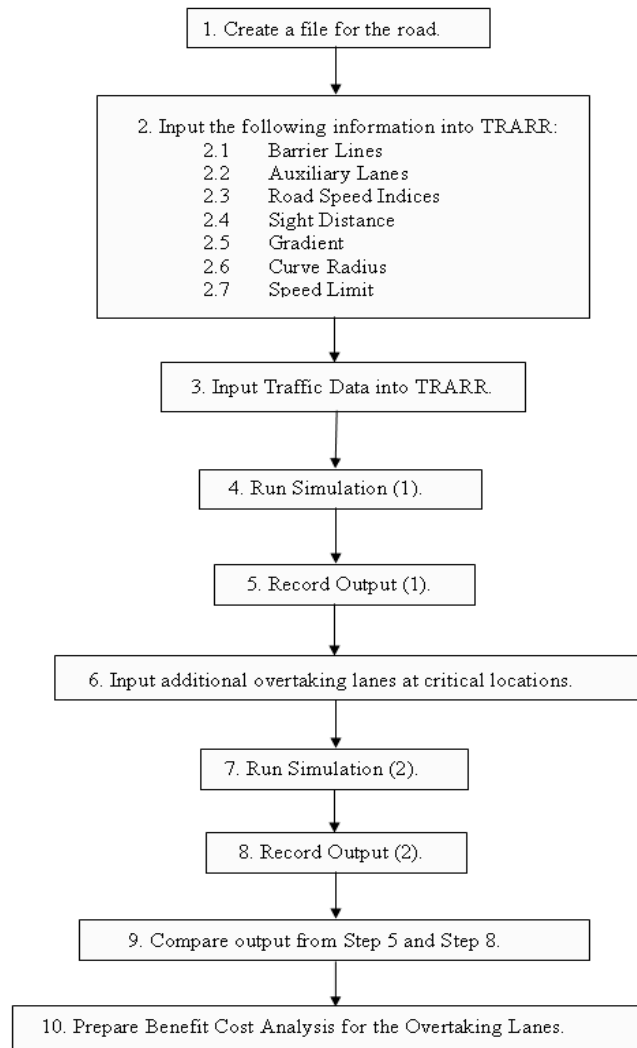 1. Create a file for the road.
2. Input the following information into TRARR:
2.1 Barrier Lines
2.2 Auxiliary Lanes
2.3 Road Speed Indices
2.4 Sight Distance
2.5 Gradient
2.6 Curve Radius
2.7 Speed Limit
3. Input Traffic Data into TRARR.
4. Run Simulation (1).
5. Record Output (1).
6. Input additional overtaking lanes at critical locations.
7. Run Simulation (2).
8. Record Output (2).
9. Compare output from Step 5 and Step 8.
10. Prepare Benefit Cost Analysis for the Overtaking Lanes.